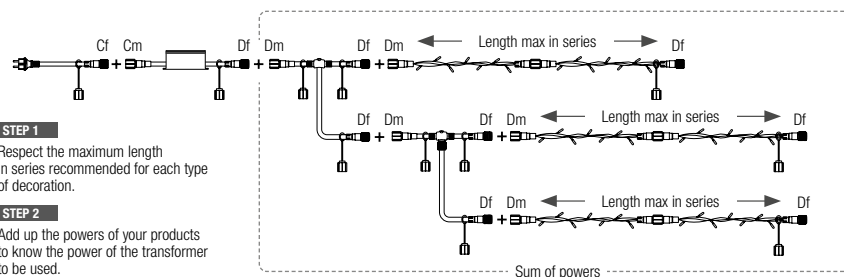 Length max in series
Cf Cm Df Dm Df Dm Df
Df Dm Df Dm Length max in series Df
STEP 1
Respect the maximum length
in series recommended for each type
of decoration.
Df Dm Length max in series Df
STEP 2
Add up the powers of your products
to know the power of the transformer
to be used.
Sum of powers